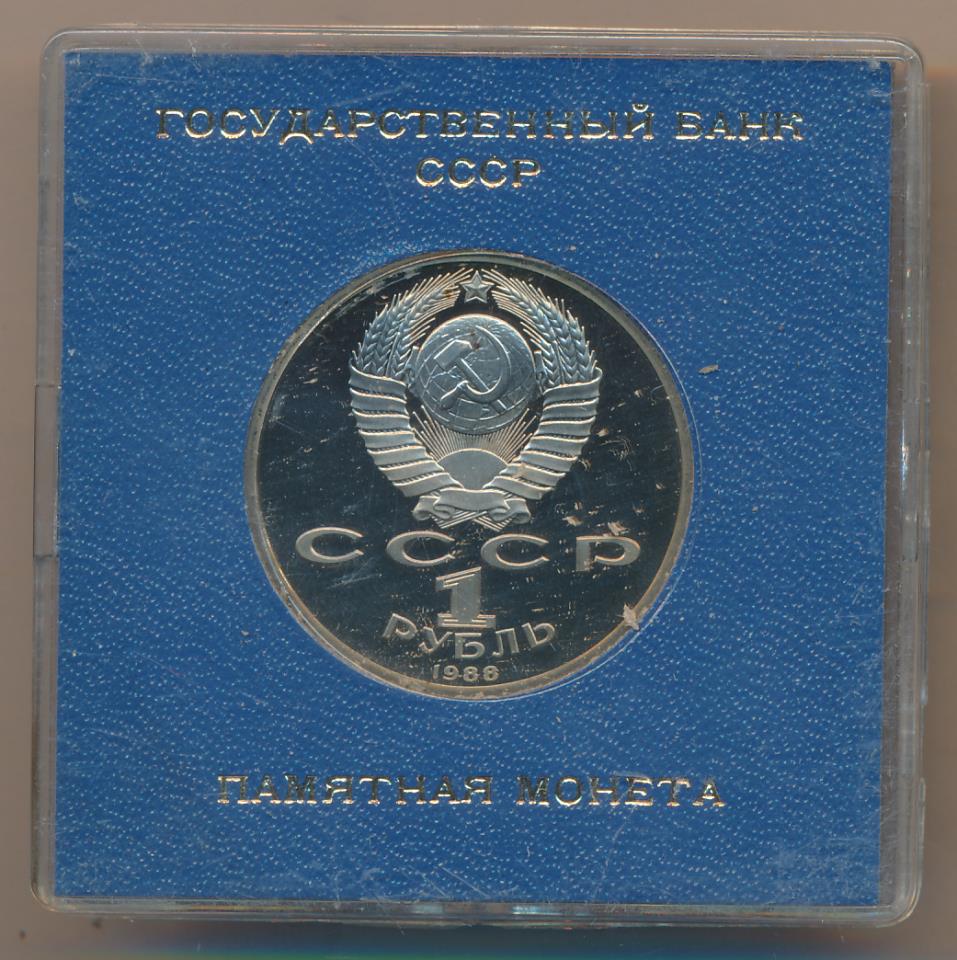 ГОСУДАРСТВЕННЫЙ БАНК
СССР
СССР
1
РУБЛЬ
1988
ПАМЯТНАЯ МОНЕТА